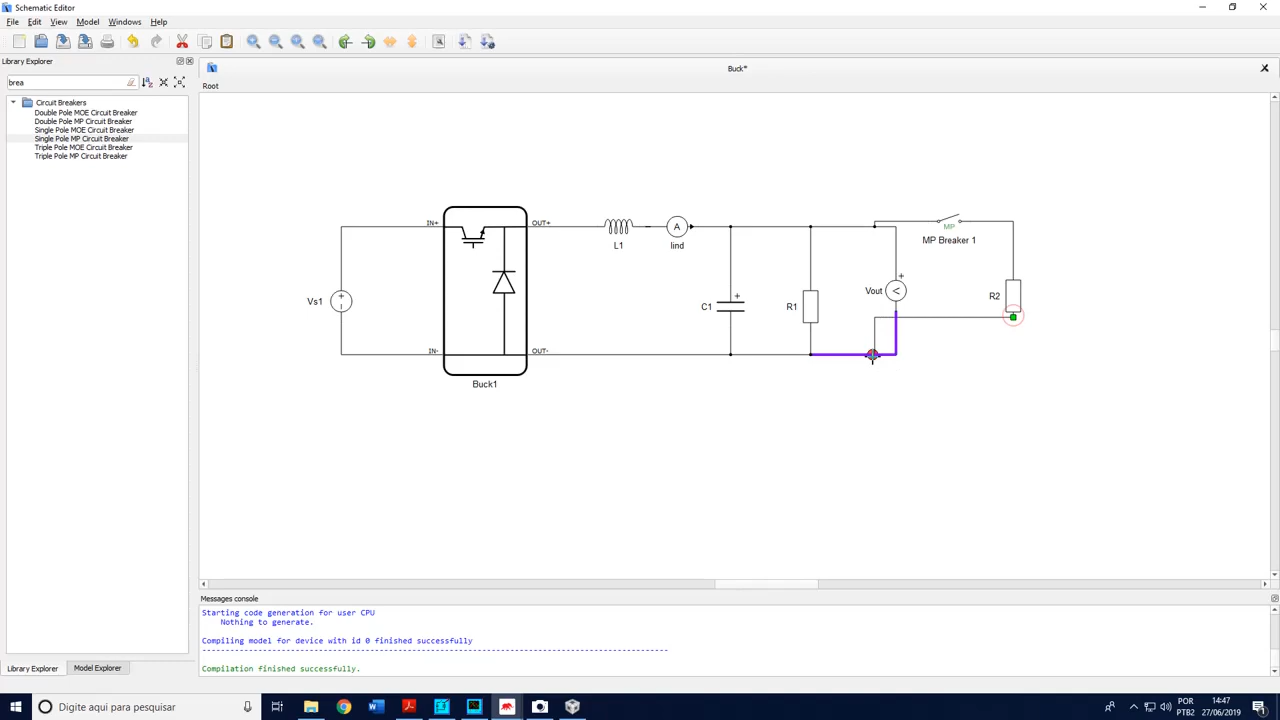 Schematic Editor
File Edit View Model Windows Help
Library Explorer
Buck*
brea
Root
Circuit Breakers
Double Pole MOE Circuit Breaker
Double Pole MP Circuit Breaker
Single Pole MOE Circuit Breaker
Single Pole MP Circuit Breaker
Triple Pole MOE Circuit Breaker
Triple Pole MP Circuit Breaker
IN+ OUT+
A
MP
L1 Iind MP Breaker 1
+
Vs1 + 1
C1 +
R1
Vout <
R2
IN- OUT-
Buck1
Messages console
Starting code generation for user CPU
Nothing to generate.
Compiling model for device with id 0 finished successfully
--------------------------------------------------------------------------------------------------------
Compilation finished successfully.
Library Explorer Model Explorer
Digite aqui para pesquisar
POR 14:47
PTB2 27/06/2019
1